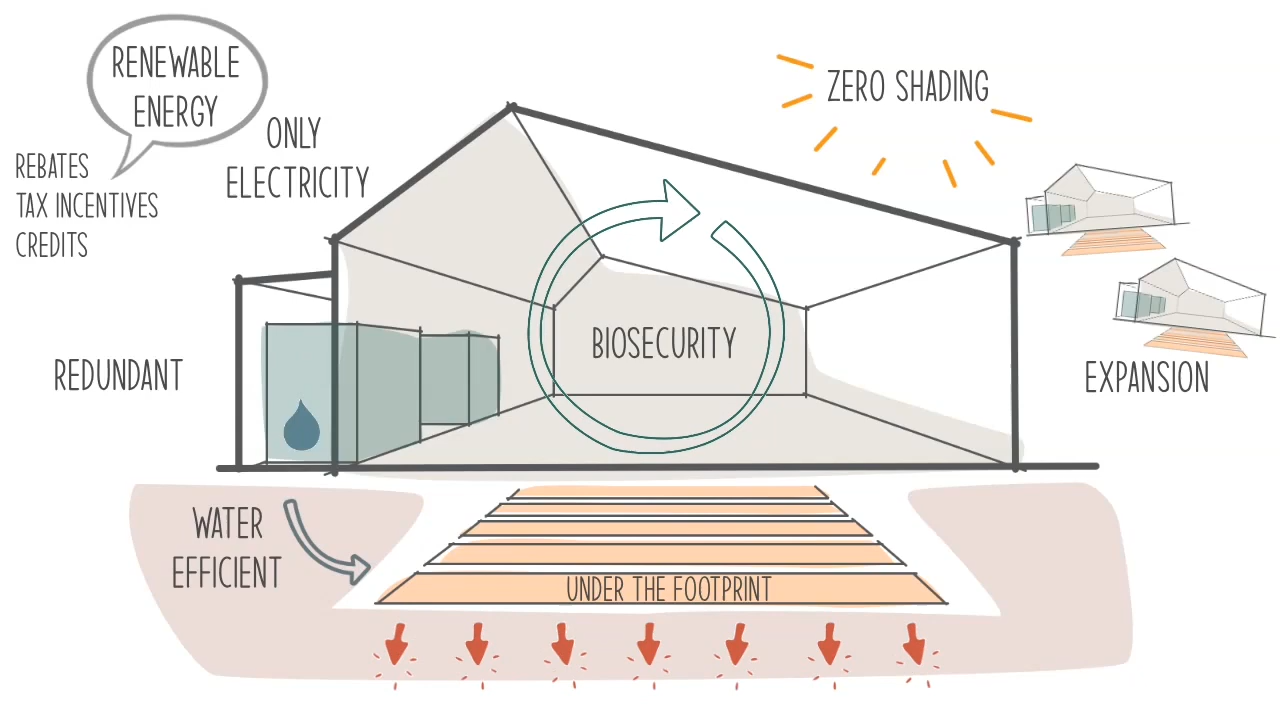 RENEWABLE
ENERGY
REBATES
TAX INCENTIVES
CREDITS
ONLY
ELECTRICITY
ZERO SHADING
REDUNDANT
BIOSECURITY
EXPANSION
WATER
EFFICIENT
UNDER THE FOOTPRINT